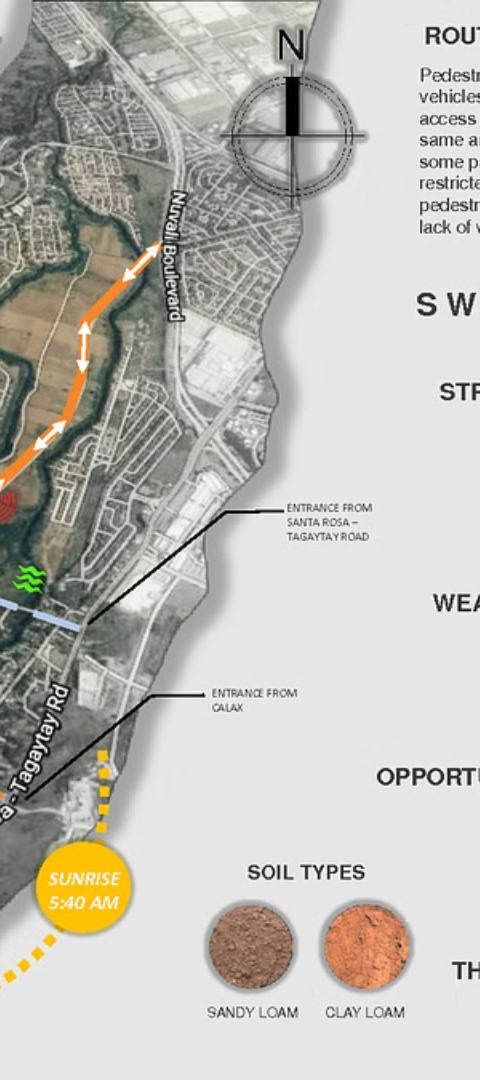 N
Nuvali Boulevard
ENTRANCE FROM
SANTA ROSA –
TAGAYTAY ROAD
ENTRANCE FROM
CALAX
- Tagaytay Rd
SUNRISE
5:40 AM
SOIL TYPES
SANDY LOAM
CLAY LOAM
ROUT
Pedestr
vehicles
access
same a
some pa
restricte
pedestr
lack of v
S W
STR
WEA
OPPORTU
TH